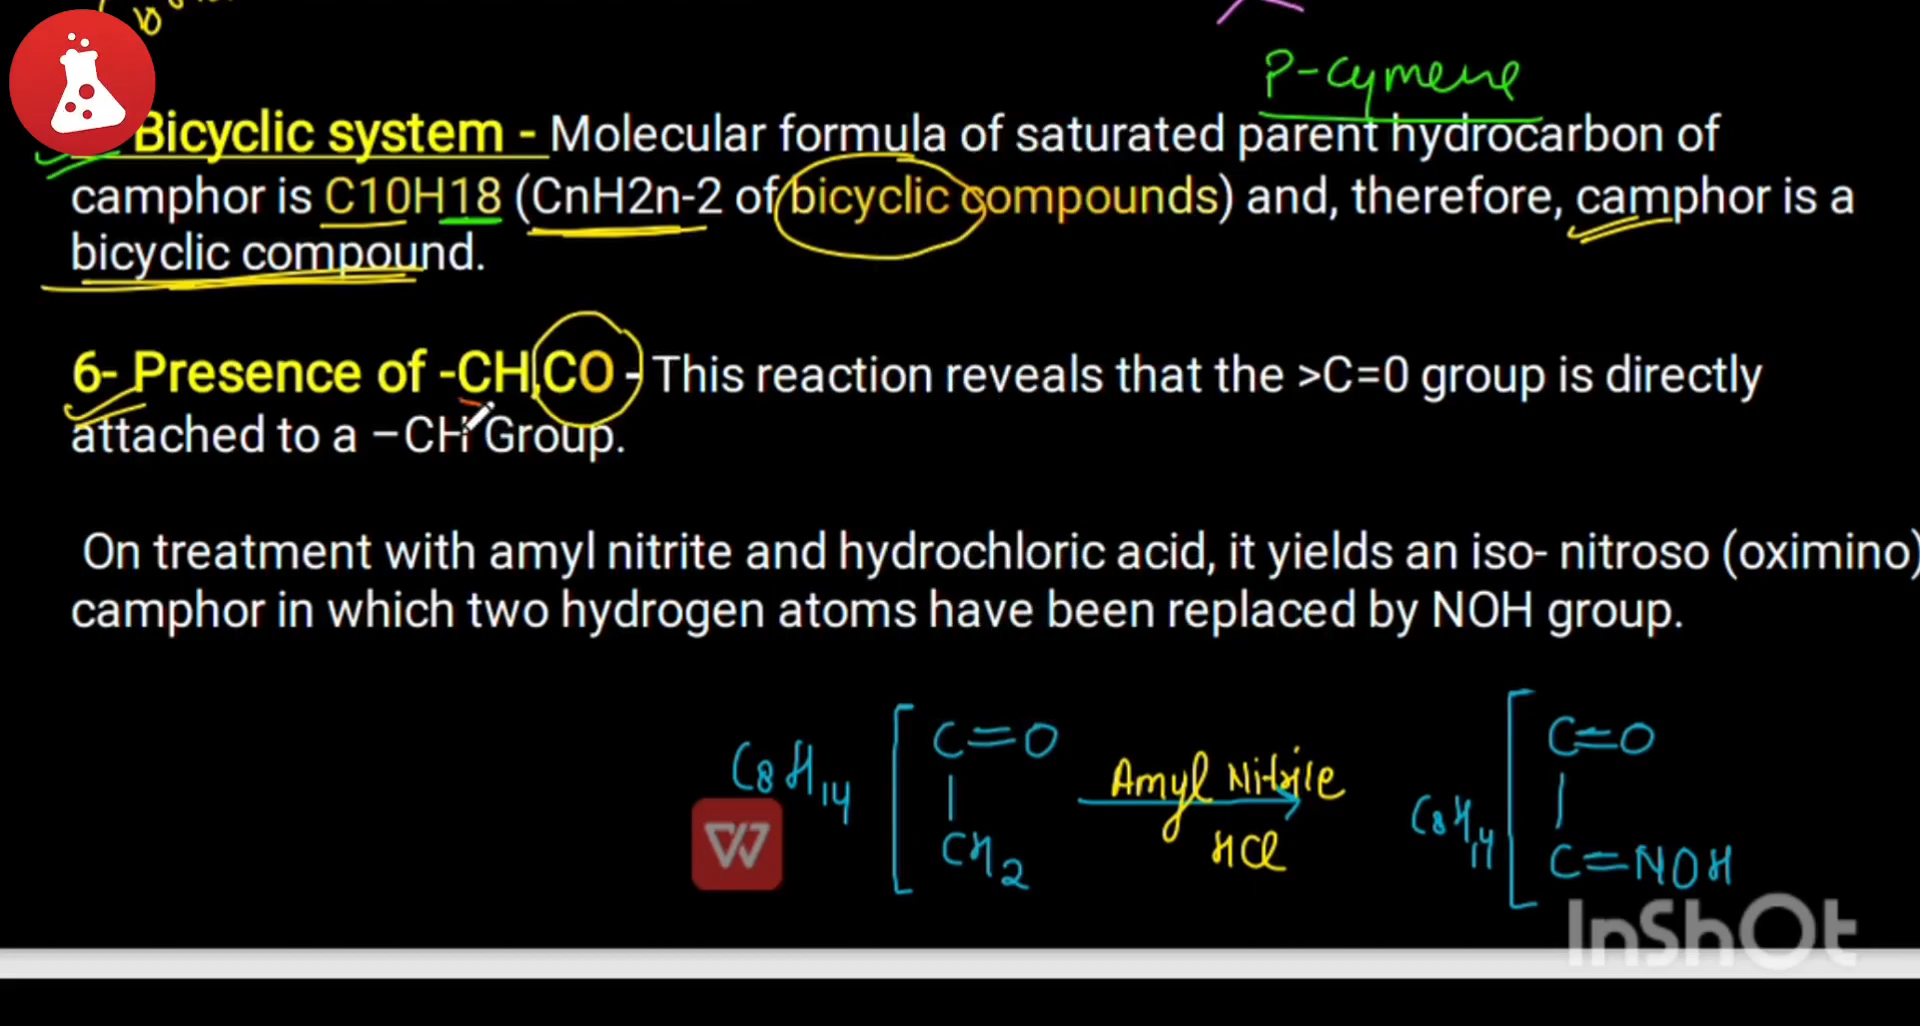 P-cymene
Bicyclic system - Molecular formula of saturated parent hydrocarbon of
camphor is C10H18 (CnH2n-2 of bicyclic compounds) and, therefore, camphor is a
bicyclic compound.
6- Presence of -CH CO - This reaction reveals that the >C=0 group is directly
attached to a –CH Group.
On treatment with amyl nitrite and hydrochloric acid, it yields an iso- nitroso (oximino)
camphor in which two hydrogen atoms have been replaced by NOH group.
C=O C=O
C8H14 Amyl Nitrile C8H14
CH2 HCl C=NOH
InShOt